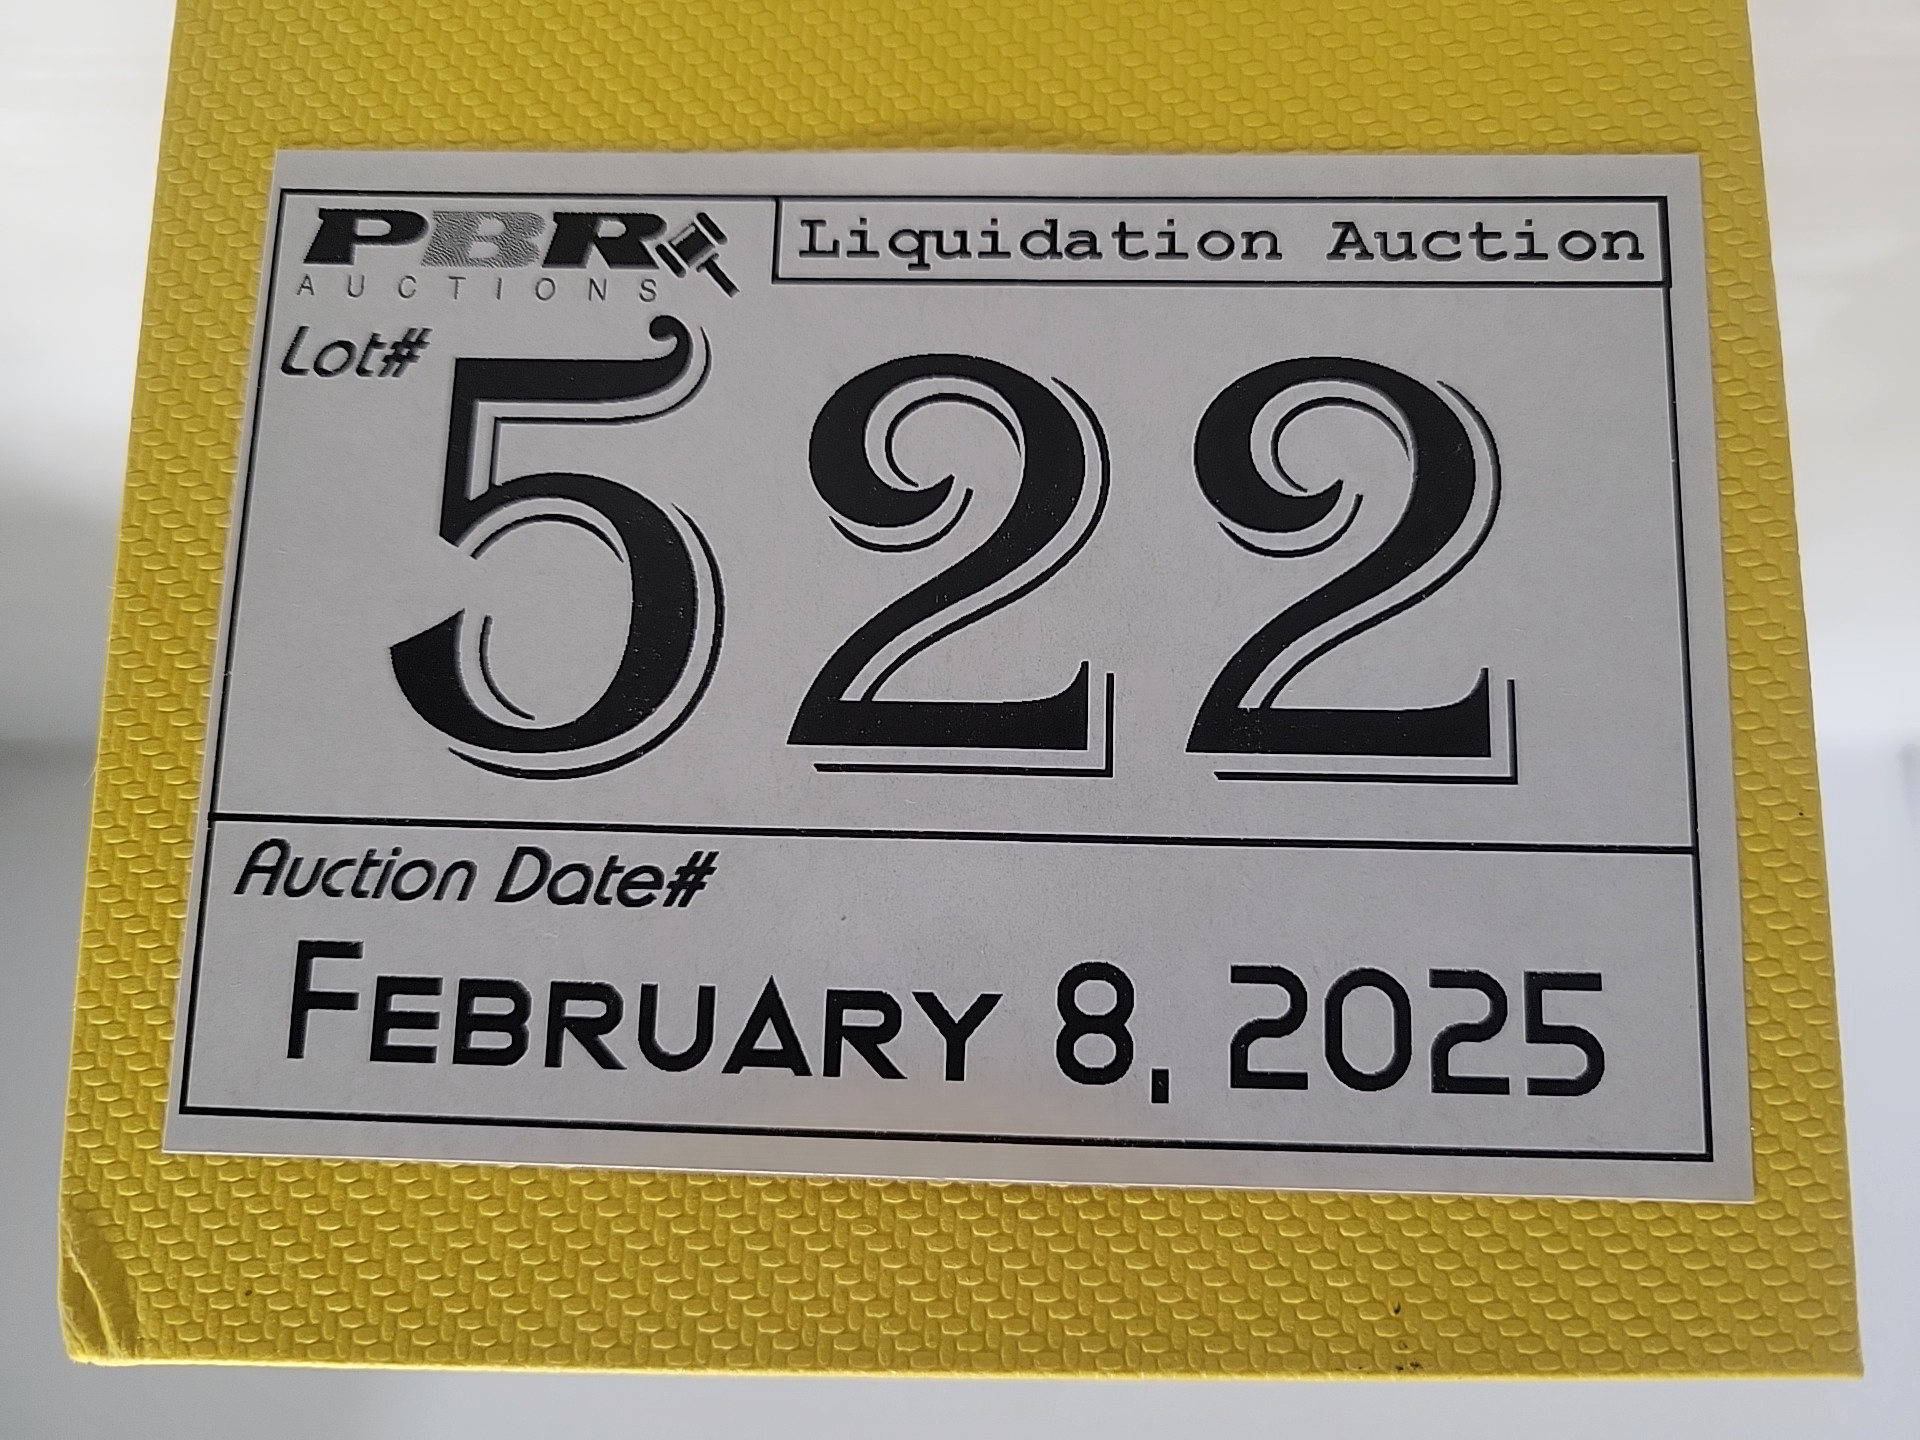 PBR
AUCTIONS
Liquidation Auction
Lot#
522
Auction Date#
FEBRUARY 8, 2025